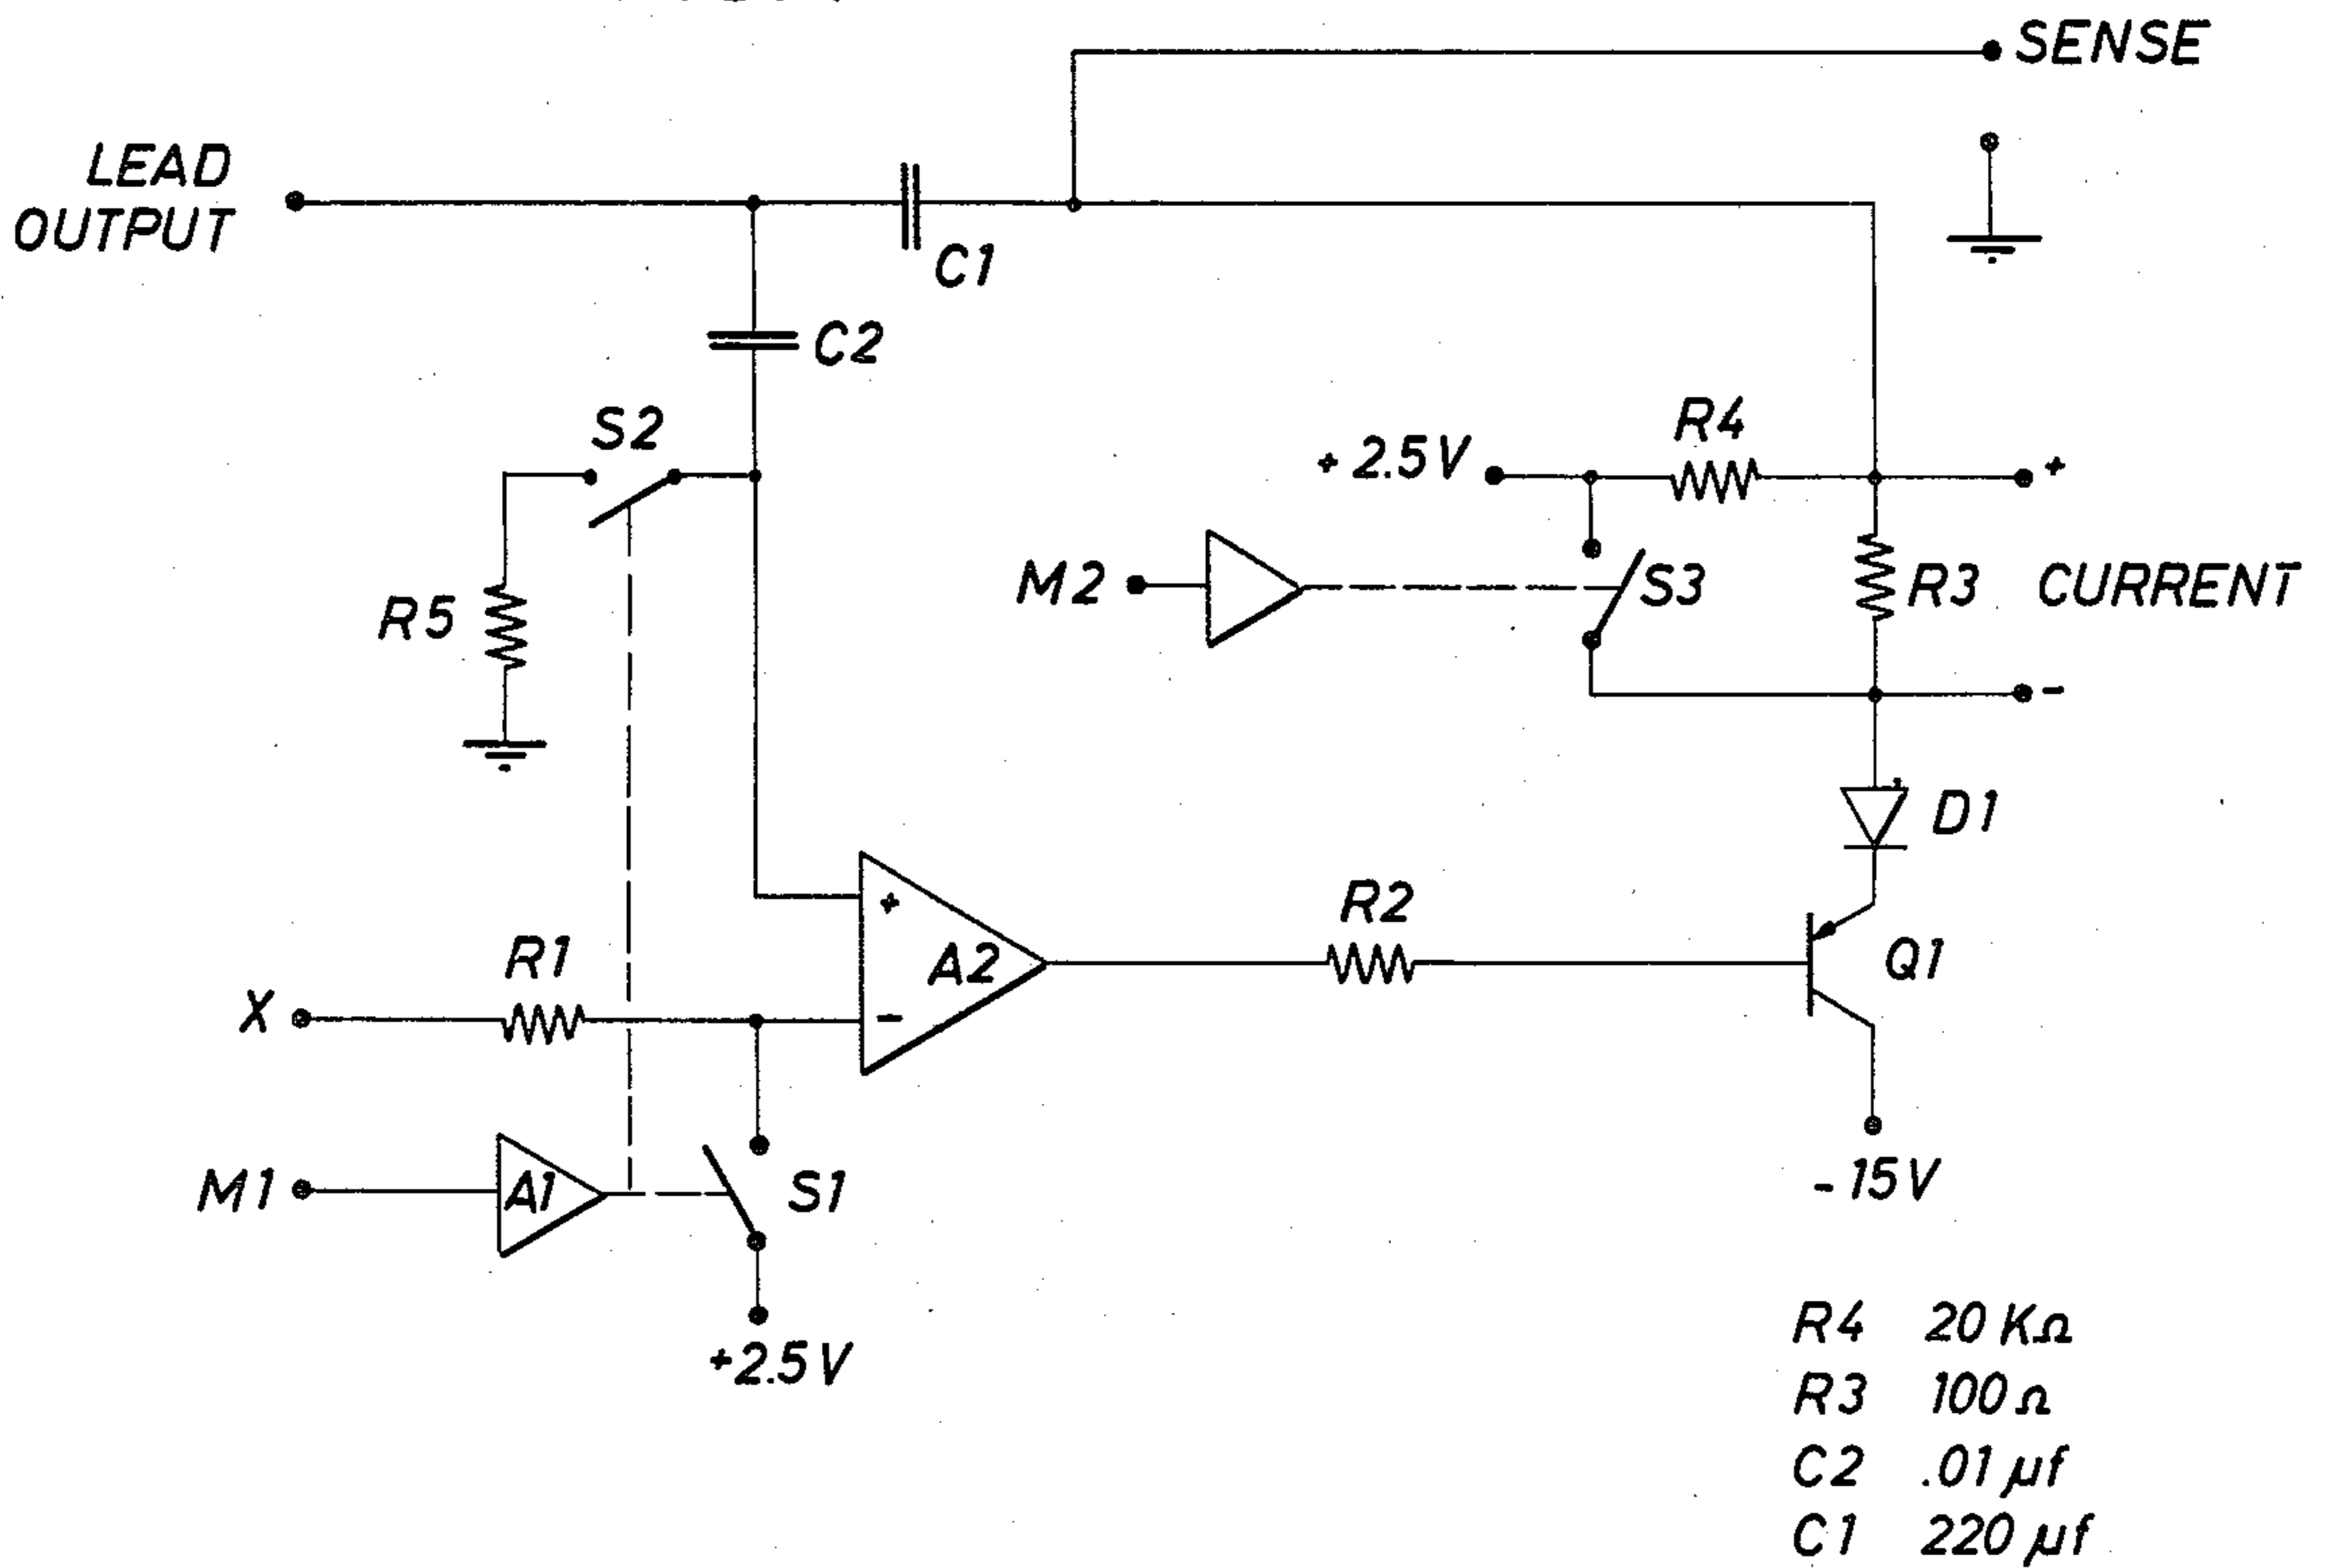 SENSE
LEAD
OUTPUT
C1
C2
S2
R4
+2.5V
+
M2
S3
R3
CURRENT
R5
-
D1
+
R2
A2
R1
Q1
X
-
M1
A1
S1
-15V
+2.5V
R4 20 KΩ
R3 100 Ω
C2 .01 µf
C1 220 µf